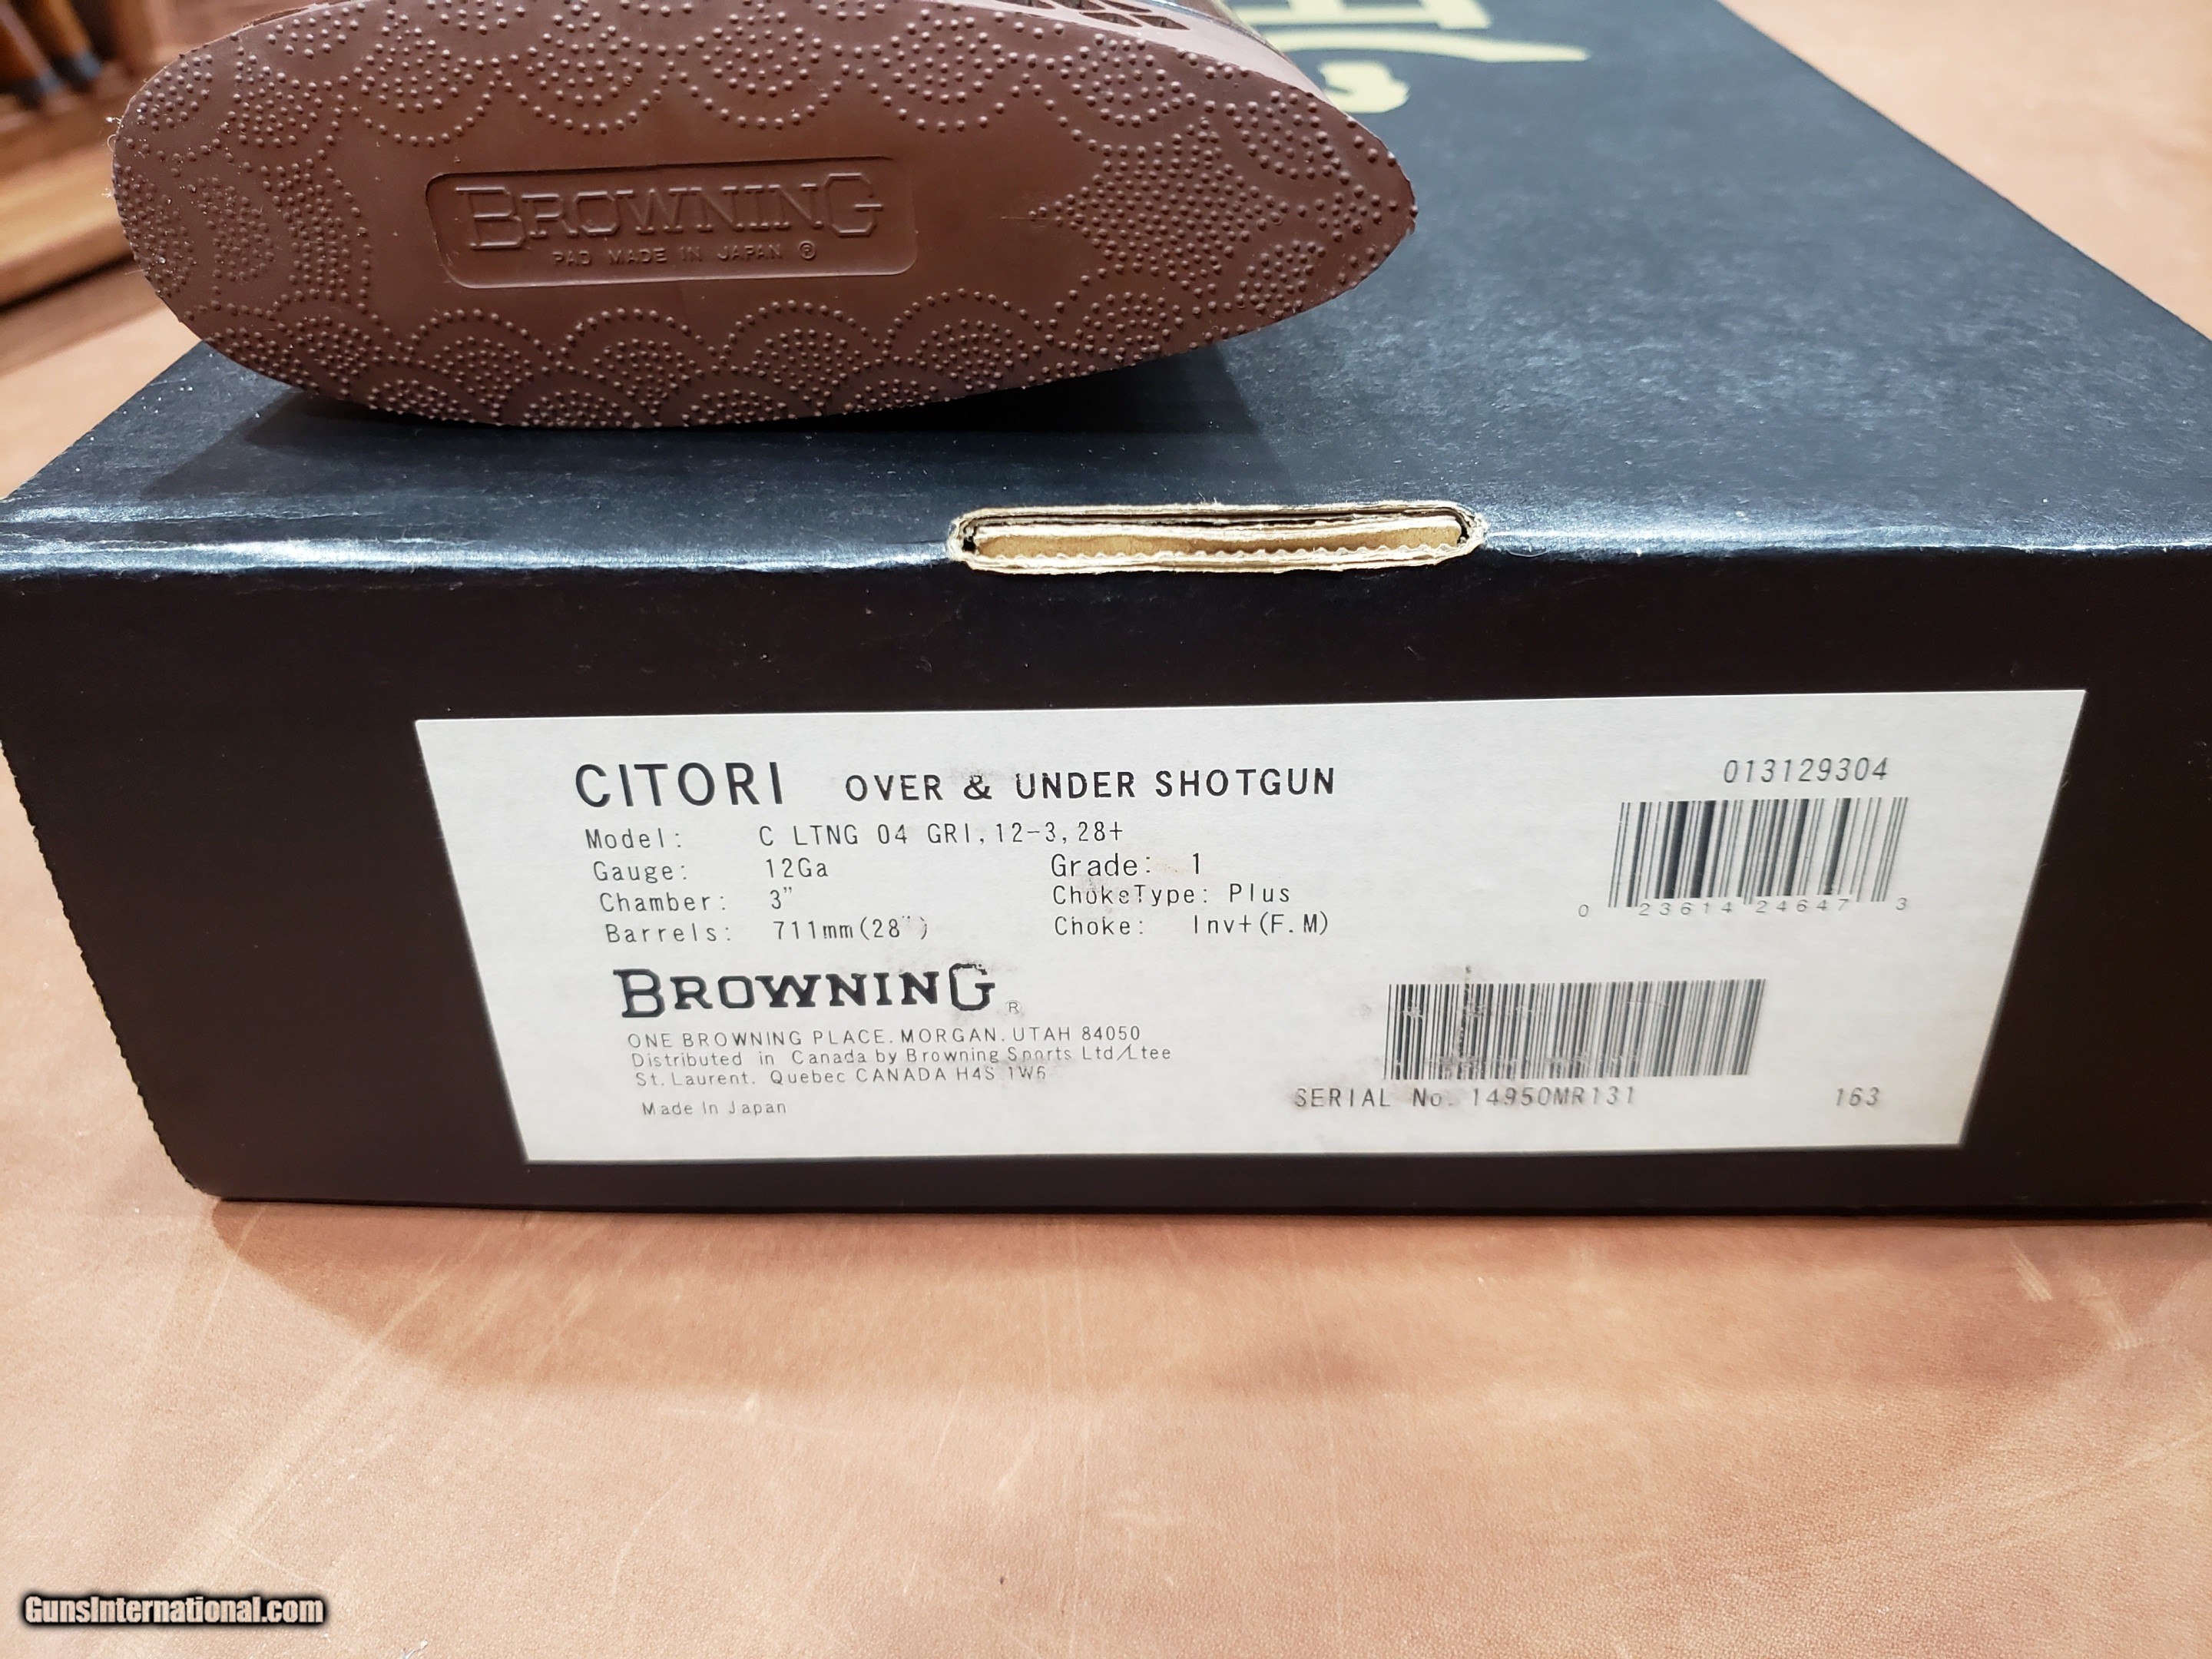 BROWNING
PAD MADE IN JAPAN ®
CITORI OVER & UNDER SHOTGUN
013129304
Model: C LTNG 04 GRI, 12-3, 28+
Gauge: 12Ga Grade: 1
Chamber: 3" ChokeType: Plus
Barrels: 711mm(28") Choke: Inv+(F.M)
0 23614 24647 3
BROWNING ®
ONE BROWNING PLACE. MORGAN. UTAH 84050
Distributed in Canada by Browning Sports Ltd/Ltee
St. Laurent. Quebec CANADA H4S 1W6
Made In Japan
SERIAL No. 14950MR131 163
GunsInternational.com